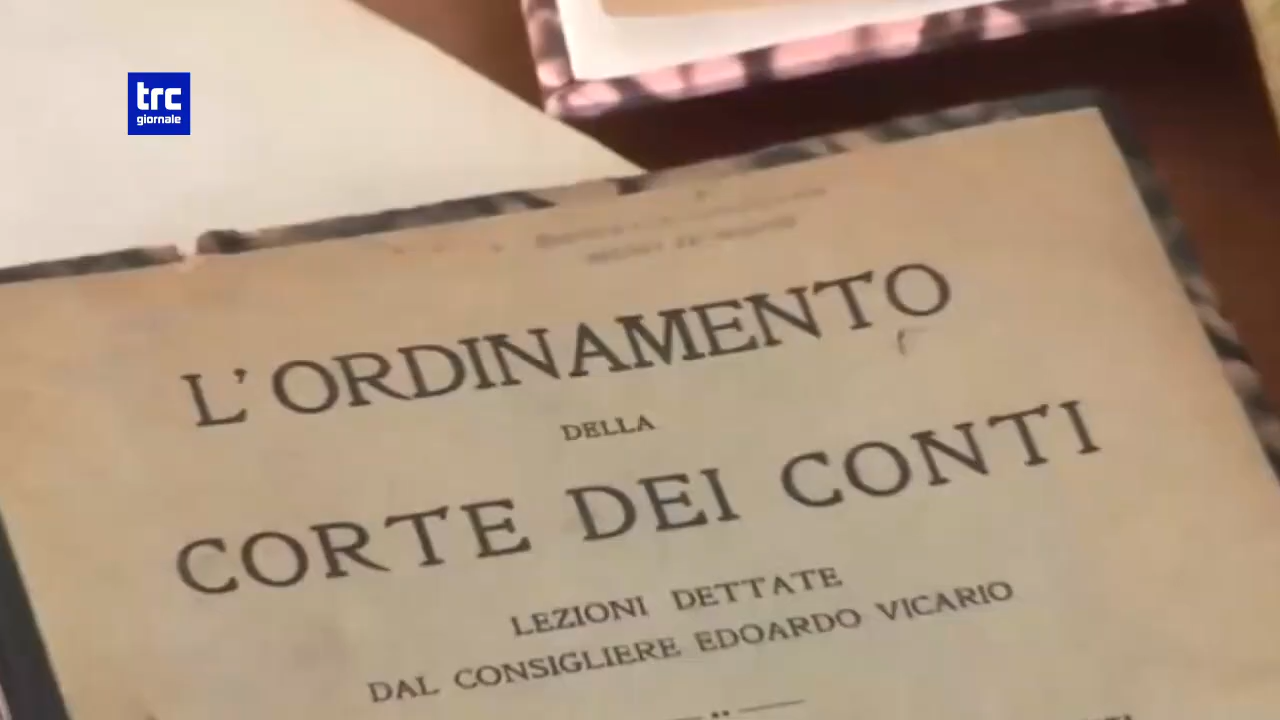 trc
giornale
L'ORDINAMENTO
DELLA
CORTE DEI CONTI
LEZIONI DETTATE
DAL CONSIGLIERE EDOARDO VICARIO